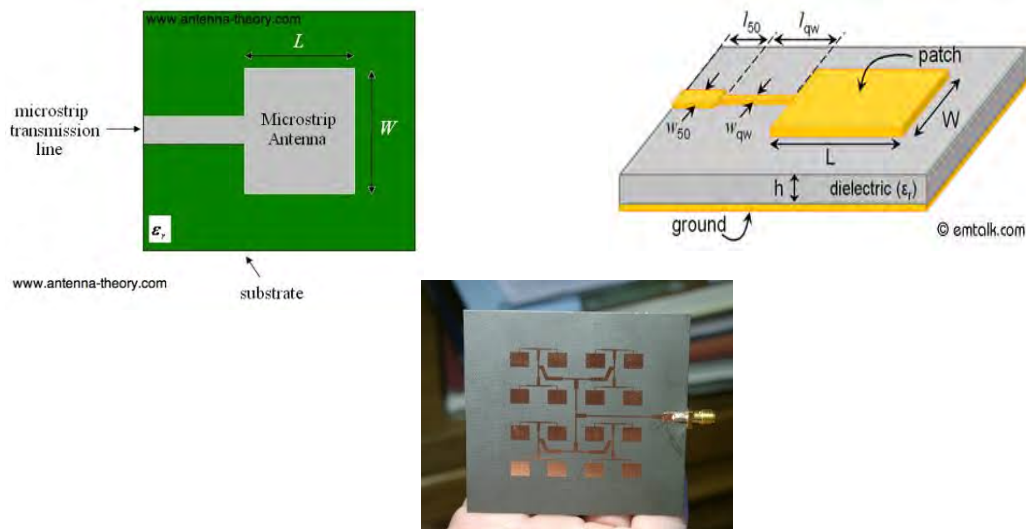 www.antenna-theory.com
L
microstrip
transmission
line
Microstrip
Antenna
W
εr
www.antenna-theory.com
substrate
l50
lqw
patch
w50
wqw
W
L
h
dielectric (εr)
ground
© emtalk.com